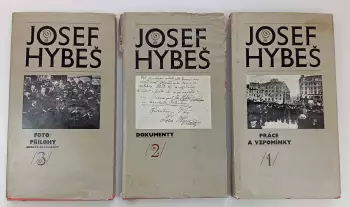 JOSEF
HYBEŠ
FOTO
PŘÍLOHY
/3/
JOSEF
HYBEŠ
DOKUMENTY
/2/
JOSEF
HYBEŠ
PRÁCE
A VZPOMÍNKY
/1/